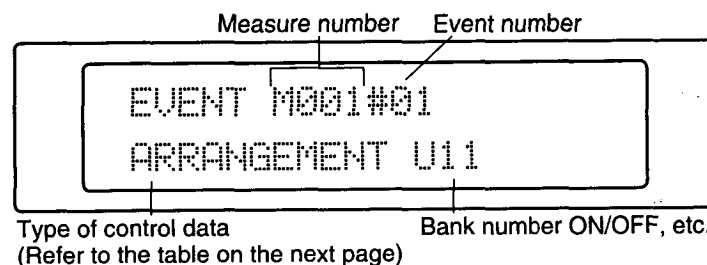 Measure number Event number
EVENT M001#01
ARRANGEMENT U11
Type of control data Bank number ON/OFF, etc.
(Refer to the table on the next page)